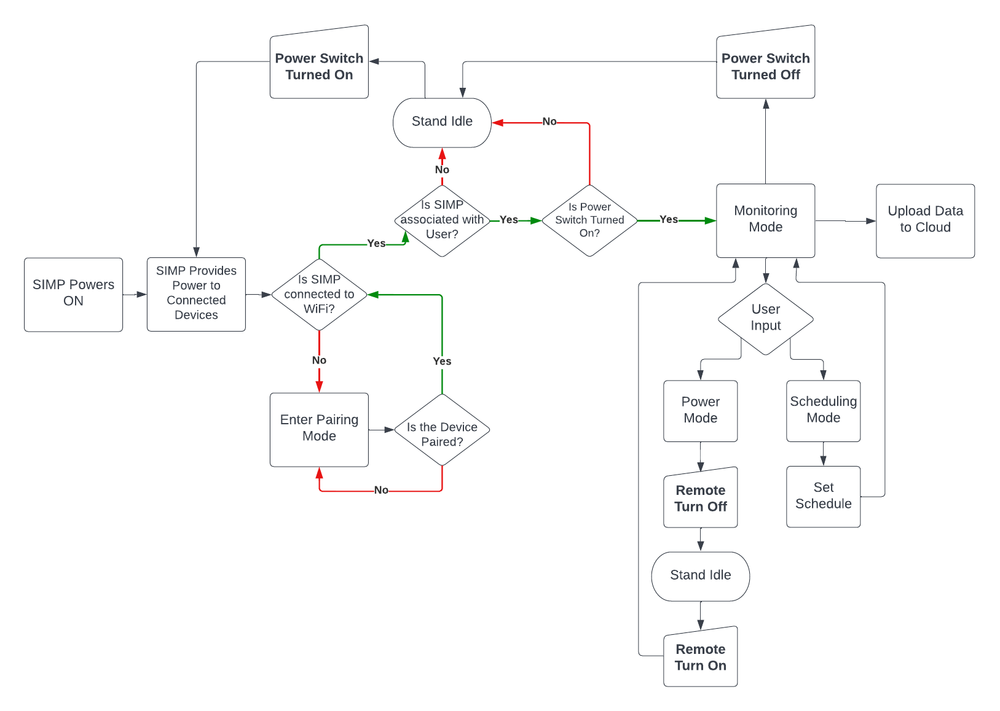 Power Switch
Turned On
Power Switch
Turned Off
Stand Idle
No
No
Is SIMP
associated with
User?
Yes
Is Power
Switch Turned
On?
Yes
Monitoring
Mode
Upload Data
to Cloud
Yes
SIMP Powers
ON
SIMP Provides
Power to
Connected
Devices
Is SIMP
connected to
WiFi?
User
Input
No
Yes
Enter Pairing
Mode
Is the Device
Paired?
No
Power
Mode
Scheduling
Mode
Remote
Turn Off
Set
Schedule
Stand Idle
Remote
Turn On